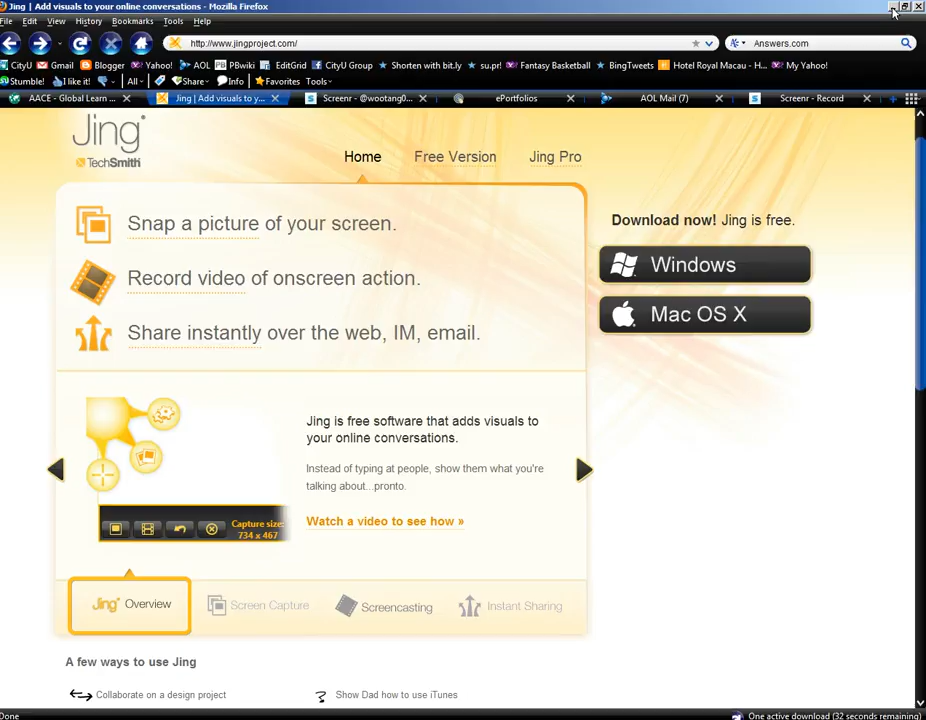 Jing | Add visuals to your online conversations - Mozilla Firefox
File Edit View History Bookmarks Tools Help
http://www.jingproject.com/
Answers.com
CityU Gmail Blogger Yahoo! AOL PBwiki EditGrid CityU Group Shorten with bit.ly su.pr! Fantasy Basketball BingTweets Hotel Royal Macau - H... My Yahoo!
Stumble! I like it! All Share Info Favorites Tools
AACE - Global Learn ... Jing | Add visuals to y... Screenr - @wootang0... ePortfolios AOL Mail (7) Screenr - Record
Jing
TechSmith
Home Free Version Jing Pro
Snap a picture of your screen.
Record video of onscreen action.
Share instantly over the web, IM, email.
Download now! Jing is free.
Windows
Mac OS X
Jing is free software that adds visuals to
your online conversations.
Instead of typing at people, show them what you're
talking about...pronto.
Watch a video to see how »
Capture size:
734 x 467
Jing Overview Screen Capture Screencasting Instant Sharing
A few ways to use Jing
Collaborate on a design project Show Dad how to use iTunes
Done One active download (32 seconds remaining)